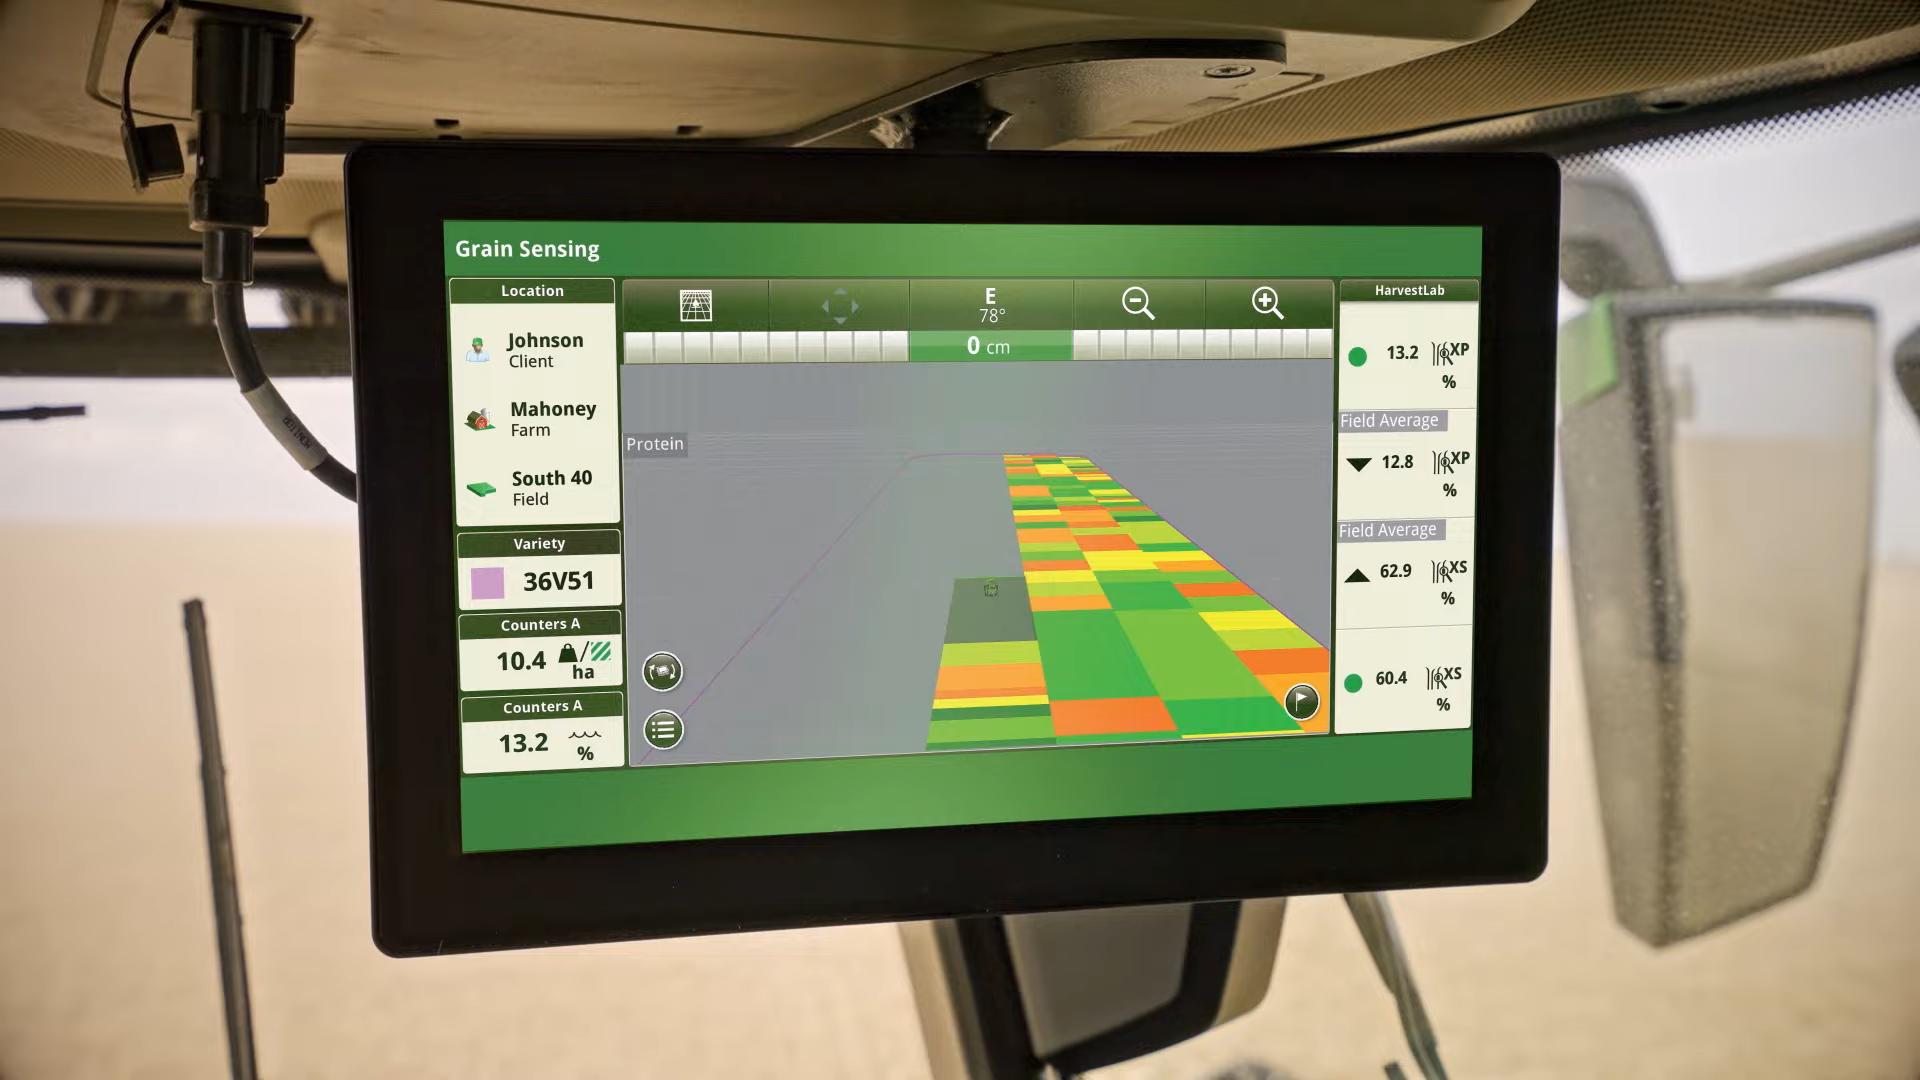 Grain Sensing
Location
Johnson
Client
Mahoney
Farm
South 40
Field
Variety
36V51
Counters A
10.4 /
ha
Counters A
13.2
%
E
78°
0 cm
Protein
HarvestLab
13.2 XP
%
Field Average
12.8 XP
%
Field Average
62.9 XS
%
60.4 XS
%